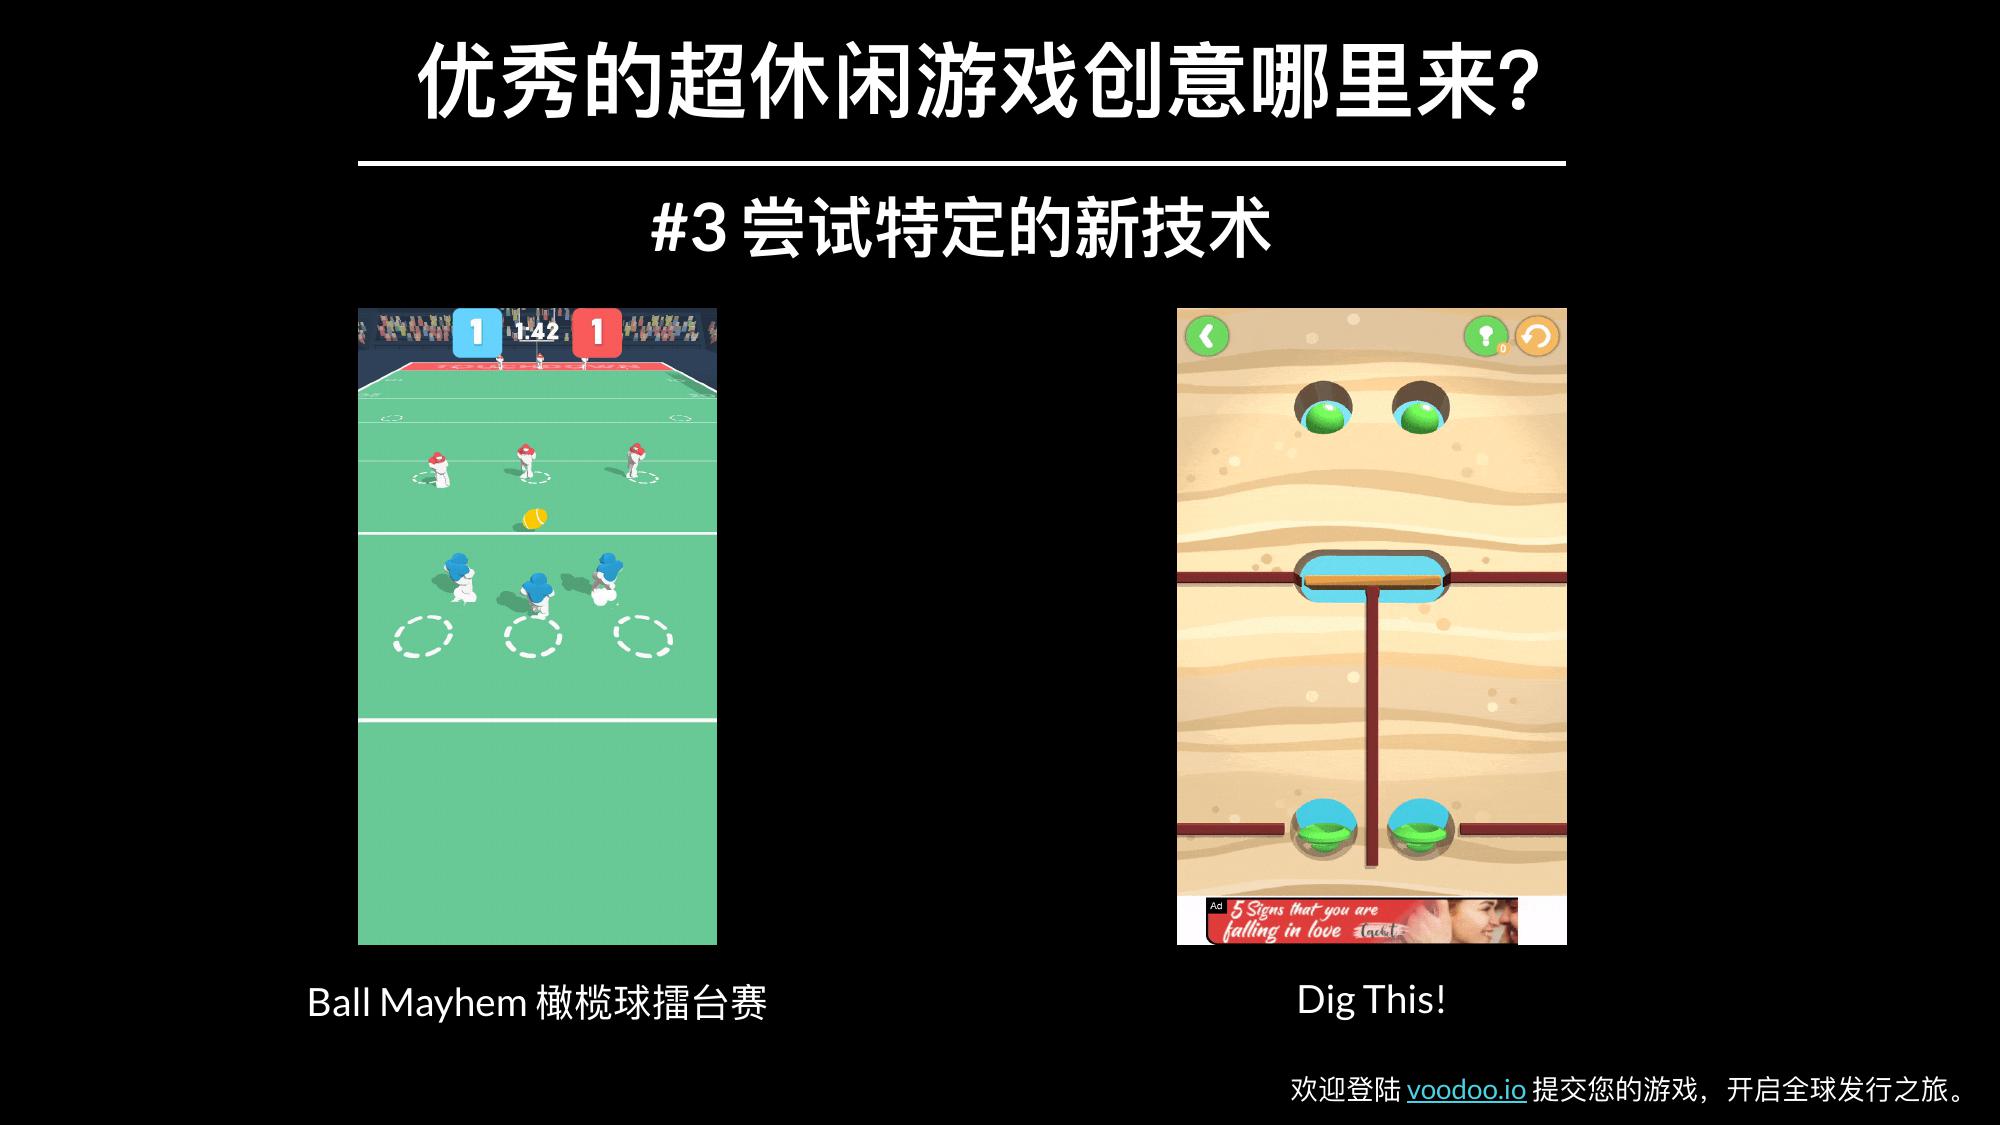 优秀的超休闲游戏创意哪里来?
#3 尝试特定的新技术
1 1:42 1
TOUCHDOWN
0
Ad
5 Signs that you are
falling in love
Ball Mayhem 橄榄球擂台赛
Dig This!
欢迎登陆 voodoo.io 提交您的游戏，开启全球发行之旅。